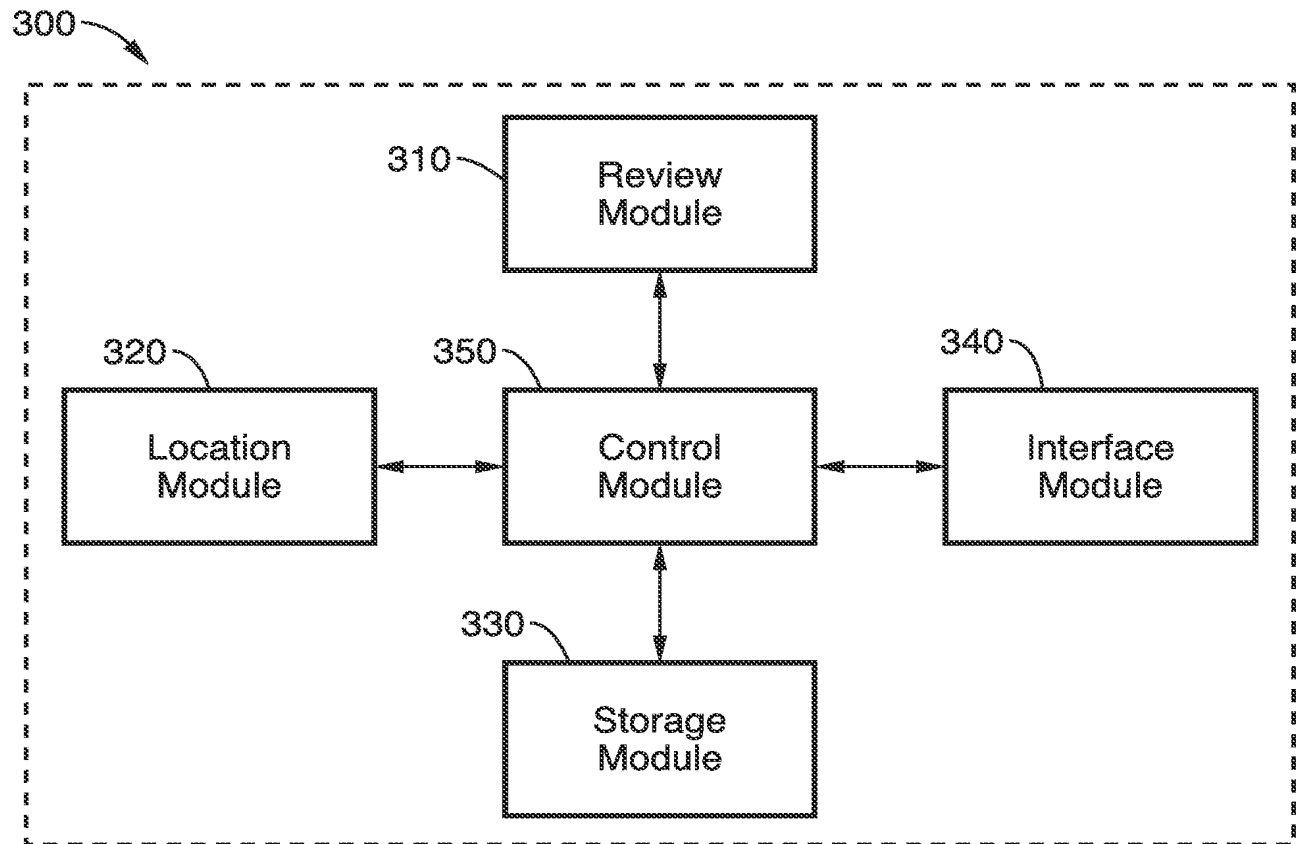 300
310
Review
Module
320
350
340
Location
Module
Control
Module
Interface
Module
330
Storage
Module